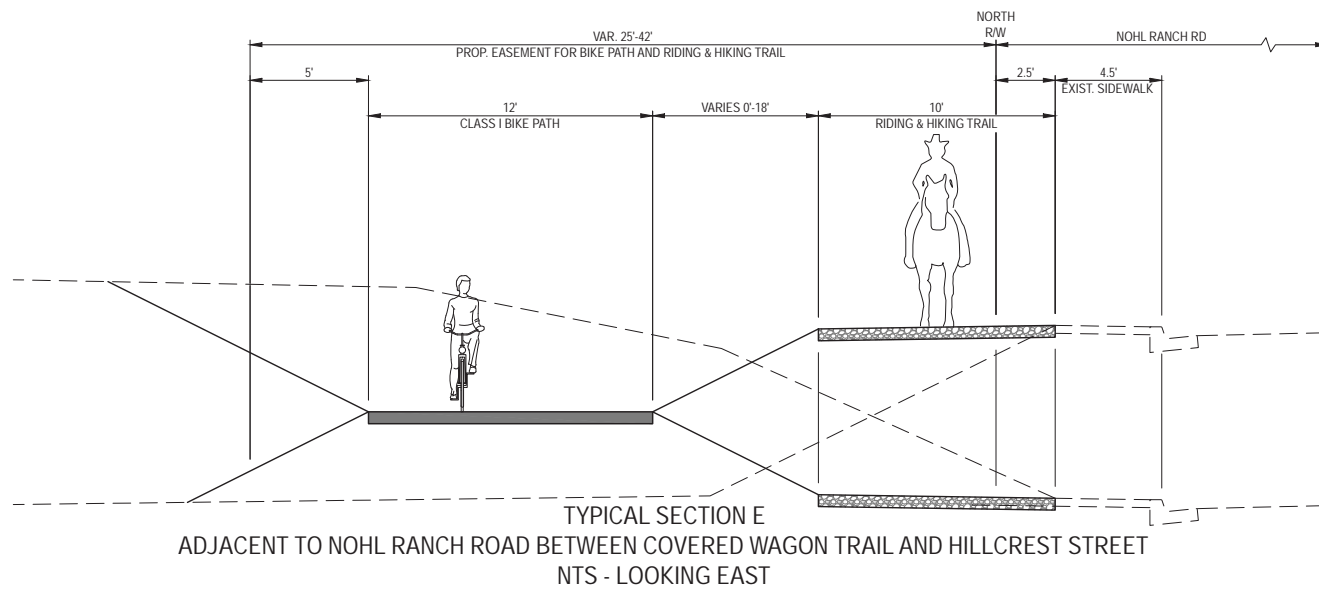 NORTH
R/W
VAR. 25'-42'
PROP. EASEMENT FOR BIKE PATH AND RIDING & HIKING TRAIL
NOHL RANCH RD
5'
2.5'
4.5'
EXIST. SIDEWALK
12'
CLASS I BIKE PATH
VARIES 0'-18'
10'
RIDING & HIKING TRAIL
TYPICAL SECTION E
ADJACENT TO NOHL RANCH ROAD BETWEEN COVERED WAGON TRAIL AND HILLCREST STREET
NTS - LOOKING EAST